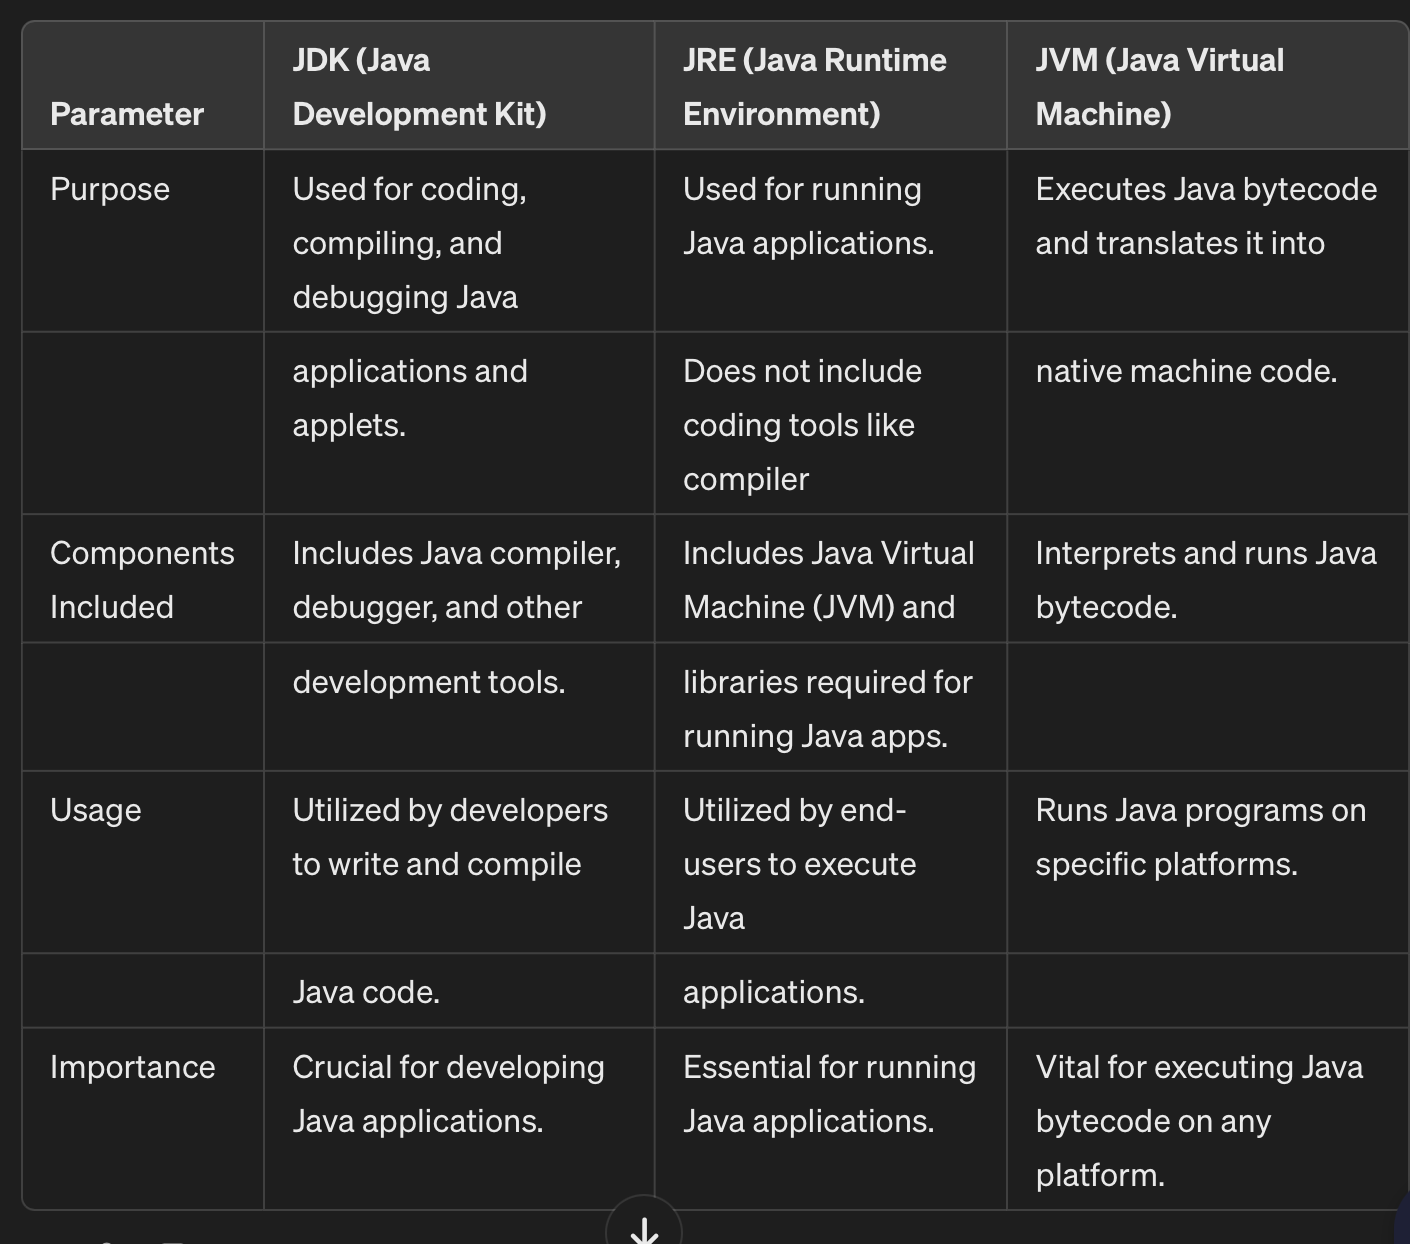 Parameter
JDK (Java
Development Kit)
JRE (Java Runtime
Environment)
JVM (Java Virtual
Machine)
Purpose
Used for coding,
compiling, and
debugging Java
Used for running
Java applications.
Executes Java bytecode
and translates it into
applications and
applets.
Does not include
coding tools like
compiler
native machine code.
Components
Included
Includes Java compiler,
debugger, and other
Includes Java Virtual
Machine (JVM) and
Interprets and runs Java
bytecode.
development tools.
libraries required for
running Java apps.
Usage
Utilized by developers
to write and compile
Utilized by end-
users to execute
Java
Runs Java programs on
specific platforms.
Java code.
applications.
Importance
Crucial for developing
Java applications.
Essential for running
Java applications.
Vital for executing Java
bytecode on any
platform.